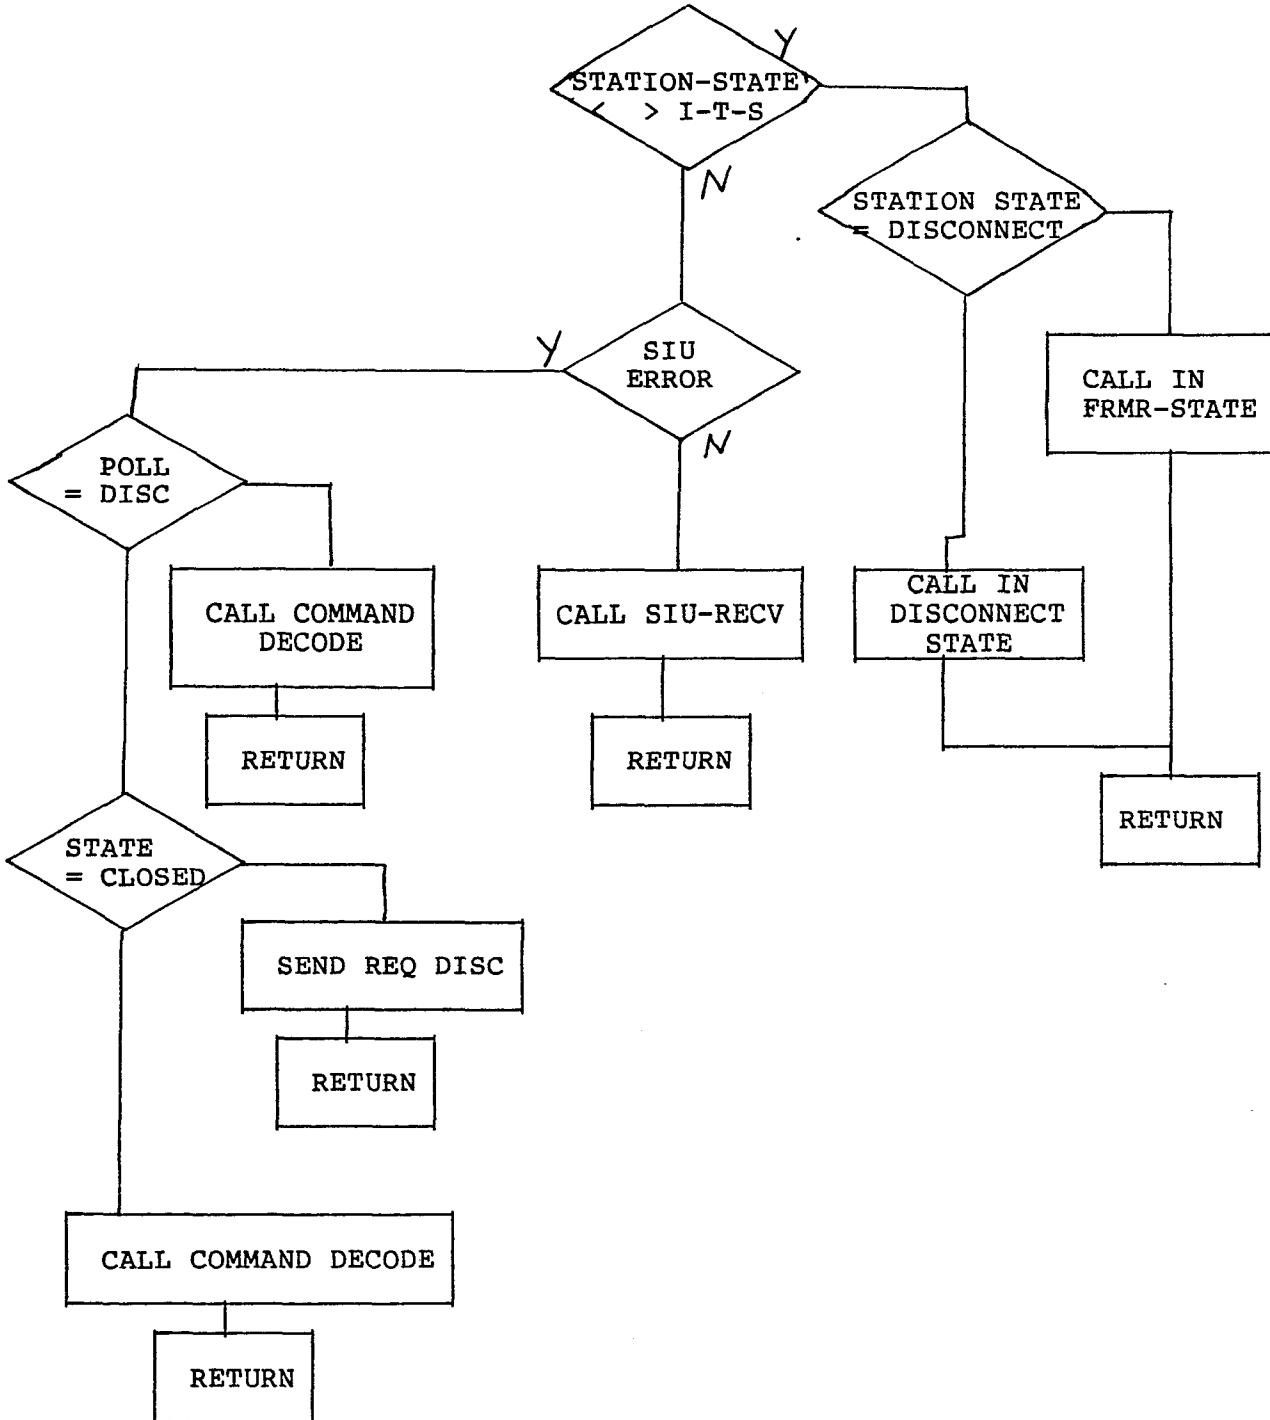 Y
STATION-STATE
< > I-T-S
N
STATION STATE
= DISCONNECT
Y
SIU
ERROR
N
CALL IN
FRMR-STATE
POLL
= DISC
CALL COMMAND
DECODE
RETURN
CALL SIU-RECV
RETURN
CALL IN
DISCONNECT
STATE
RETURN
STATE
= CLOSED
SEND REQ DISC
RETURN
CALL COMMAND DECODE
RETURN